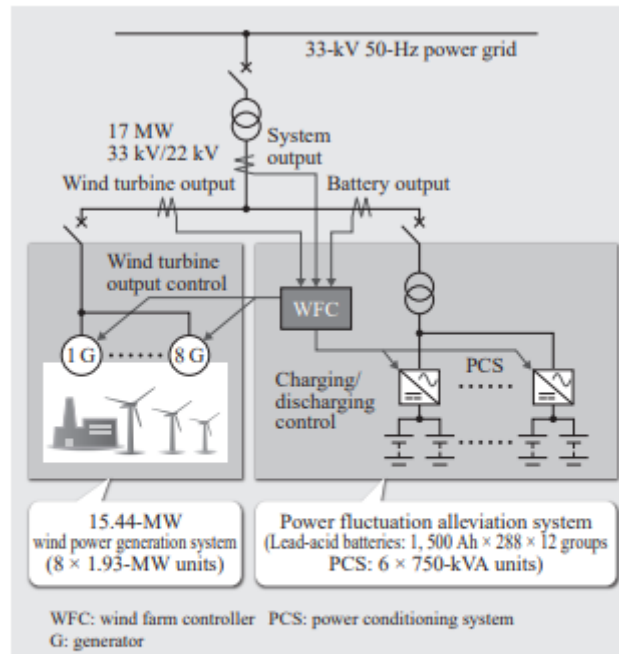 33-kV 50-Hz power grid
17 MW
33 kV/22 kV
System
output
Wind turbine output
Battery output
Wind turbine
output control
WFC
1 G
8 G
PCS
Charging/
discharging
control
15.44-MW
wind power generation system
(8 × 1.93-MW units)
Power fluctuation alleviation system
(Lead-acid batteries: 1, 500 Ah × 288 × 12 groups
PCS: 6 × 750-kVA units)
WFC: wind farm controller PCS: power conditioning system
G: generator